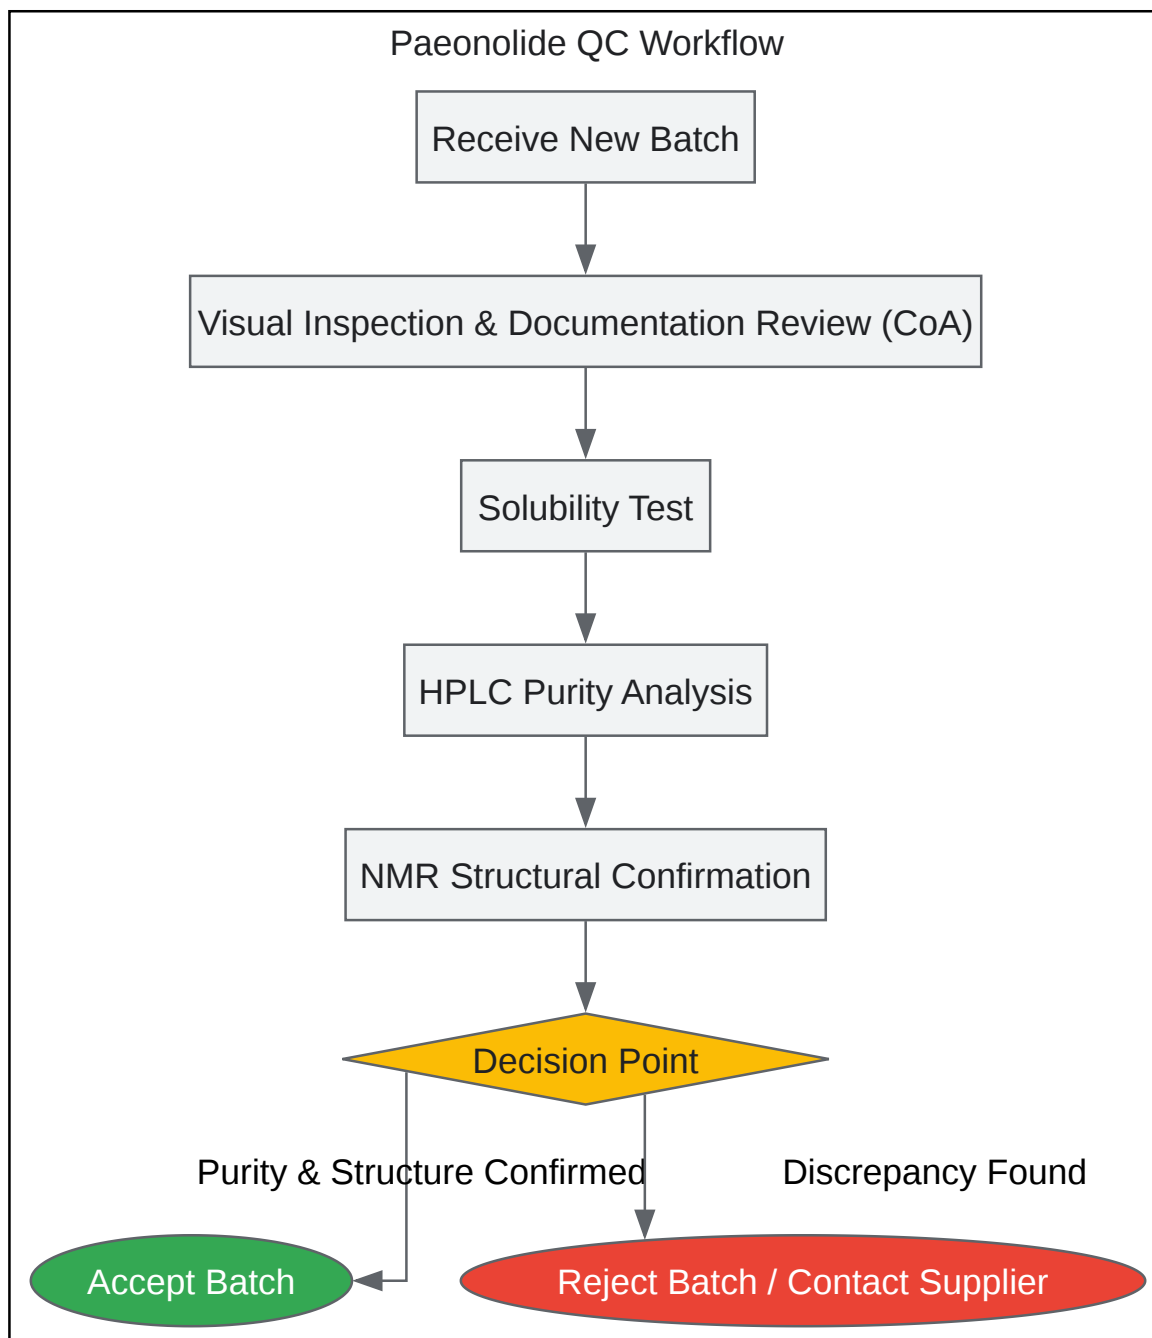 Paeonolide QC Workflow
Receive New Batch
Visual Inspection & Documentation Review (CoA)
Solubility Test
HPLC Purity Analysis
NMR Structural Confirmation
Decision Point
Purity & Structure Confirmed
Discrepancy Found
Accept Batch
Reject Batch / Contact Supplier